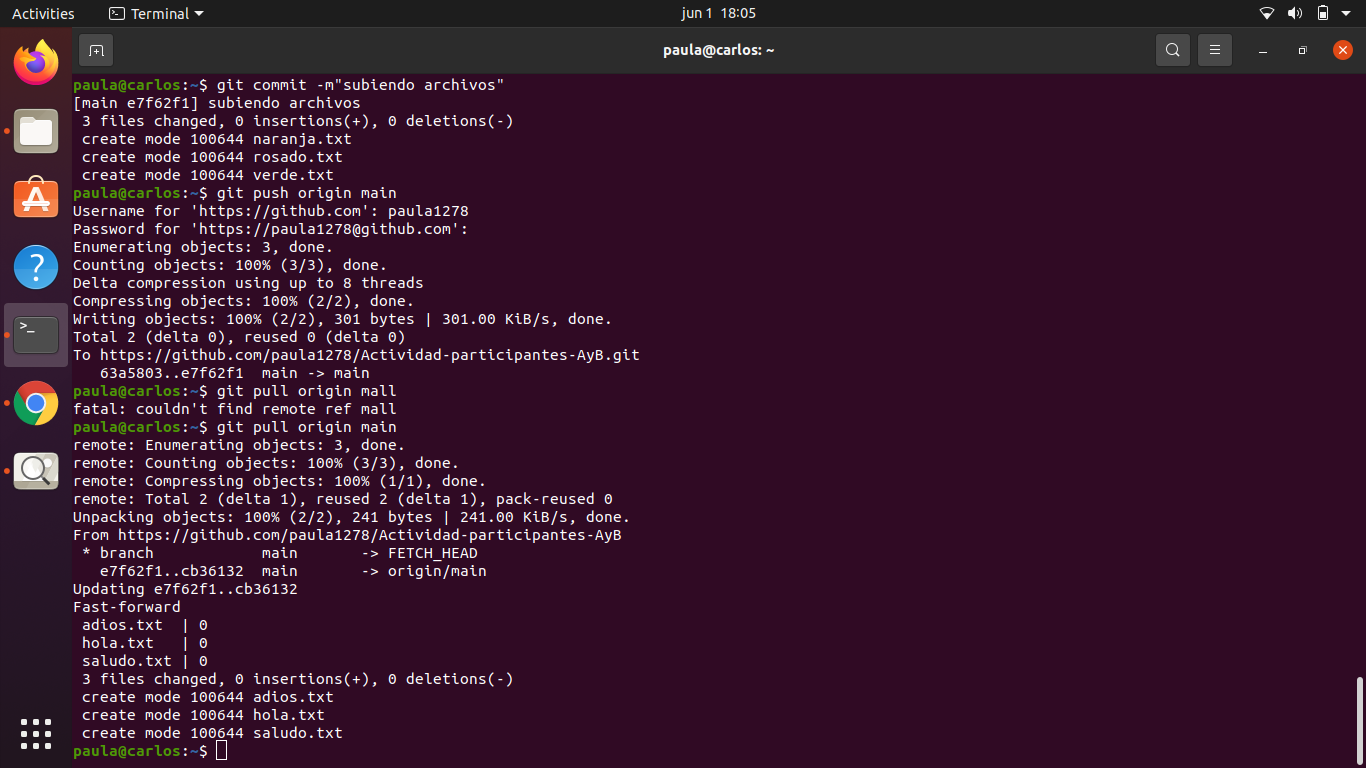 Activities
Terminal
jun 1 18:05
paula@carlos: ~
paula@carlos:~$ git commit -m"subiendo archivos"
[main e7f62f1] subiendo archivos
 3 files changed, 0 insertions(+), 0 deletions(-)
 create mode 100644 naranja.txt
 create mode 100644 rosado.txt
 create mode 100644 verde.txt
paula@carlos:~$ git push origin main
Username for 'https://github.com': paula1278
Password for 'https://paula1278@github.com':
Enumerating objects: 3, done.
Counting objects: 100% (3/3), done.
Delta compression using up to 8 threads
Compressing objects: 100% (2/2), done.
Writing objects: 100% (2/2), 301 bytes | 301.00 KiB/s, done.
Total 2 (delta 0), reused 0 (delta 0)
To https://github.com/paula1278/Actividad-participantes-AyB.git
   63a5803..e7f62f1  main -> main
paula@carlos:~$ git pull origin mall
fatal: couldn't find remote ref mall
paula@carlos:~$ git pull origin main
remote: Enumerating objects: 3, done.
remote: Counting objects: 100% (3/3), done.
remote: Compressing objects: 100% (1/1), done.
remote: Total 2 (delta 1), reused 2 (delta 1), pack-reused 0
Unpacking objects: 100% (2/2), 241 bytes | 241.00 KiB/s, done.
From https://github.com/paula1278/Actividad-participantes-AyB
 * branch            main       -> FETCH_HEAD
   e7f62f1..cb36132  main       -> origin/main
Updating e7f62f1..cb36132
Fast-forward
 adios.txt  | 0
 hola.txt   | 0
 saludo.txt | 0
 3 files changed, 0 insertions(+), 0 deletions(-)
 create mode 100644 adios.txt
 create mode 100644 hola.txt
 create mode 100644 saludo.txt
paula@carlos:~$